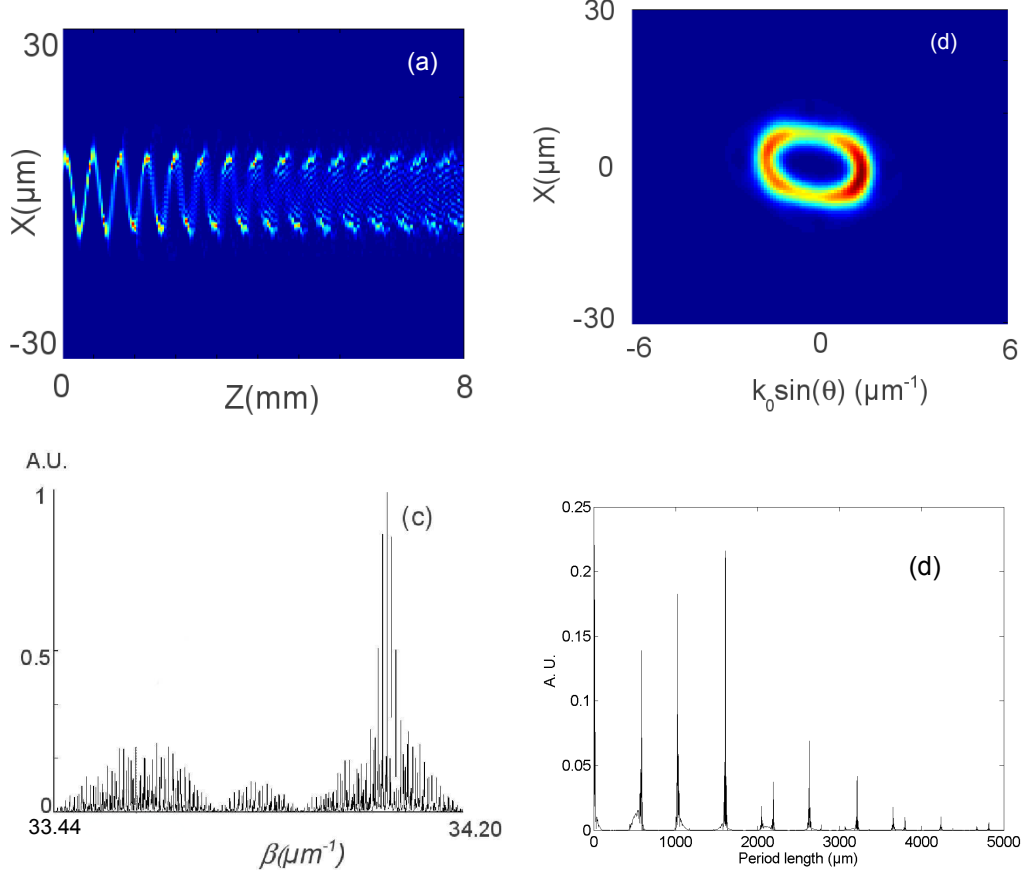 30
(a)
X(µm)
-30
0
Z(mm)
8
30
(d)
X(µm)
0
-30
-6
0
6
k₀sin(θ) (µm⁻¹)
A.U.
1
(c)
0.5
0
33.44
34.20
β(µm⁻¹)
0.25
(d)
0.2
0.15
A. U.
0.1
0.05
0
0 1000 2000 3000 4000 5000
Period length (µm)